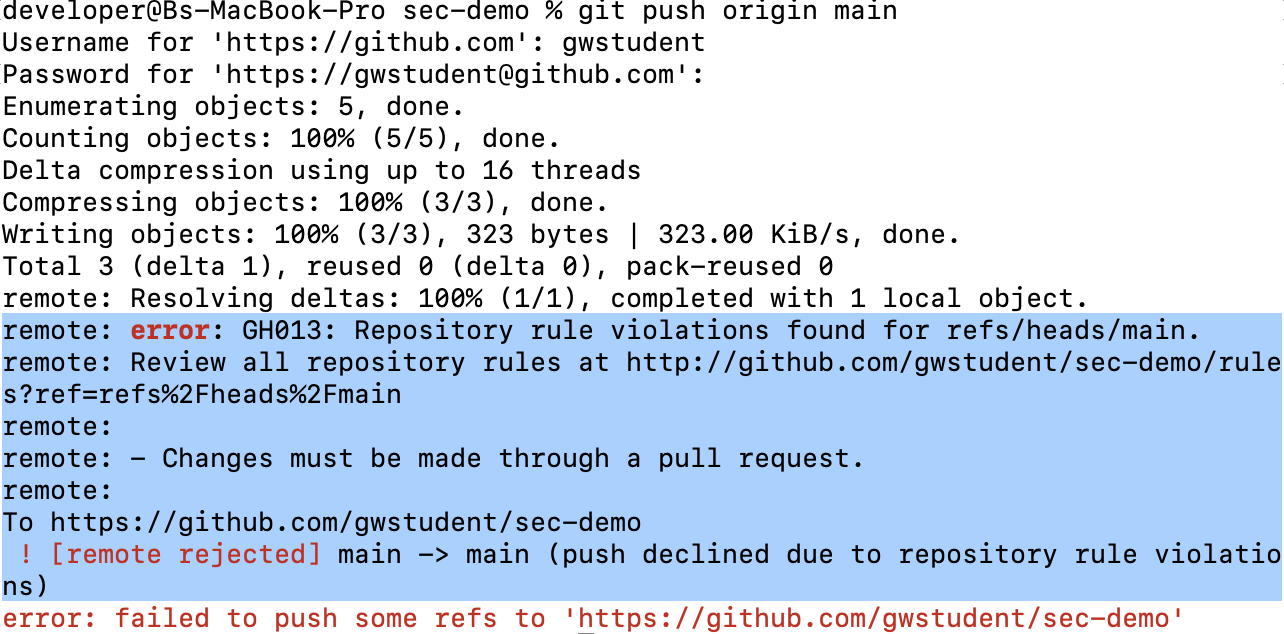 developer@Bs-MacBook-Pro sec-demo % git push origin main
Username for 'https://github.com': gwstudent
Password for 'https://gwstudent@github.com':
Enumerating objects: 5, done.
Counting objects: 100% (5/5), done.
Delta compression using up to 16 threads
Compressing objects: 100% (3/3), done.
Writing objects: 100% (3/3), 323 bytes | 323.00 KiB/s, done.
Total 3 (delta 1), reused 0 (delta 0), pack-reused 0
remote: Resolving deltas: 100% (1/1), completed with 1 local object.
remote: error: GH013: Repository rule violations found for refs/heads/main.
remote: Review all repository rules at http://github.com/gwstudent/sec-demo/rule
s?ref=refs%2Fheads%2Fmain
remote:
remote: - Changes must be made through a pull request.
remote:
To https://github.com/gwstudent/sec-demo
 ! [remote rejected] main -> main (push declined due to repository rule violatio
ns)
error: failed to push some refs to 'https://github.com/gwstudent/sec-demo'